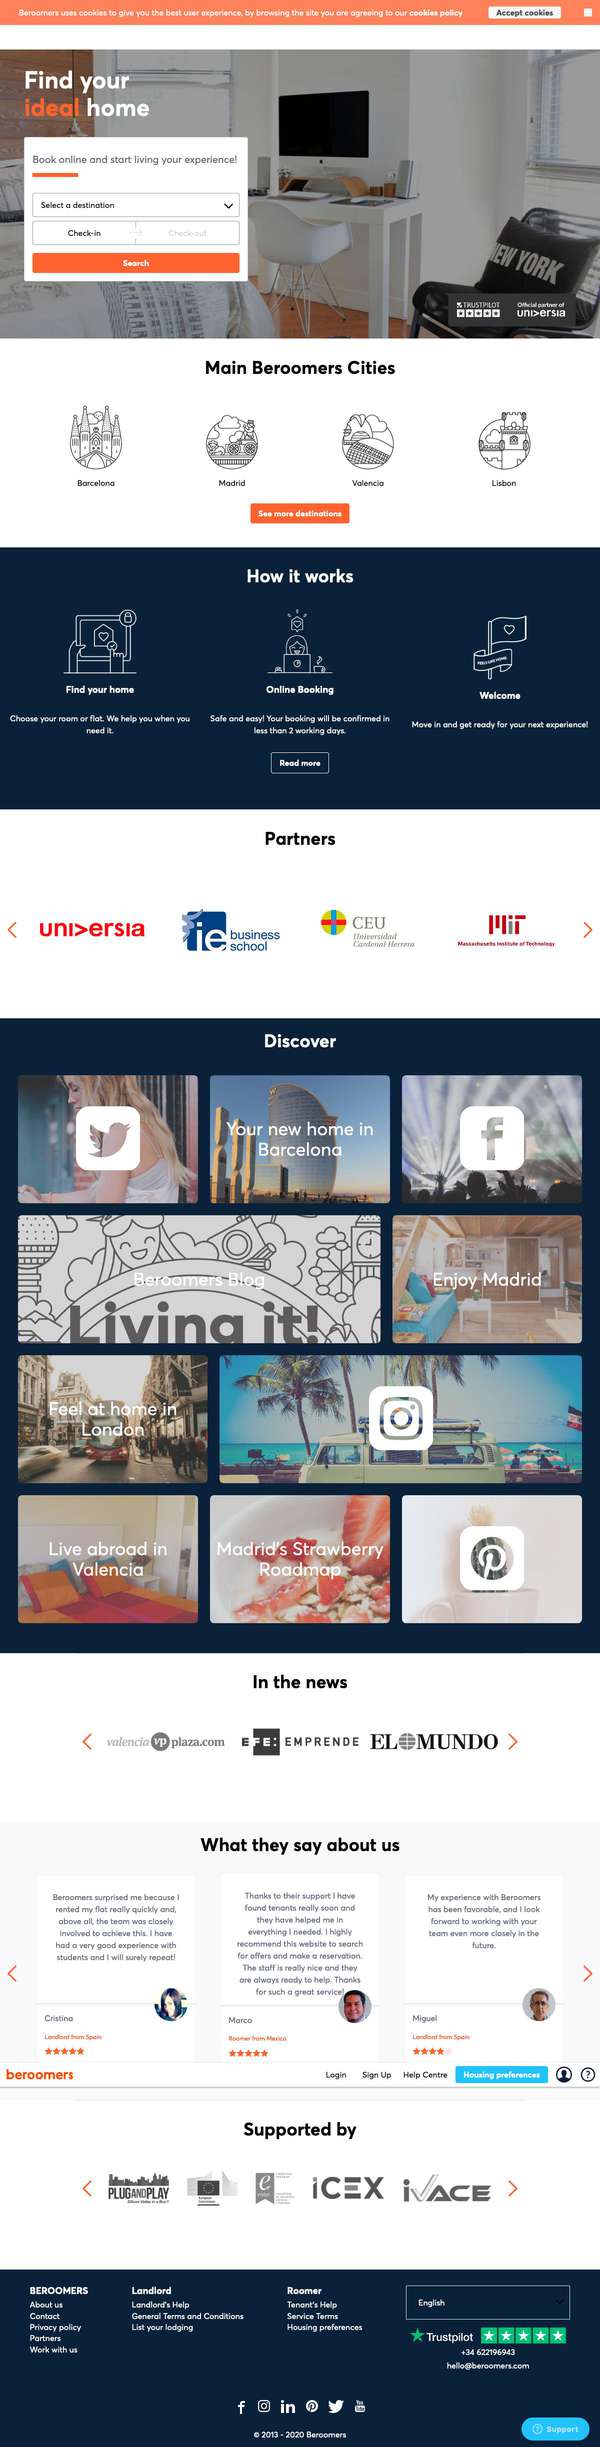 Beroomers uses cookies to give you the best user experience, by browsing the site you are agreeing to our cookies policy
Accept cookies
Find your
ideal home
Book online and start living your experience!
Select a destination
Check-in
Check-out
Search
NEW YORK
TRUSTPILOT
Official partner of
universia
Main Beroomers Cities
Barcelona
Madrid
Valencia
Lisbon
See more destinations
How it works
FEELS LIKE HOME
Find your home
Online Booking
Welcome
Choose your room or flat. We help you when you
need it.
Safe and easy! Your booking will be confirmed in
less than 2 working days.
Move in and get ready for your next experience!
Read more
Partners
universia
ie business
school
CEU
Universidad
Cardenal Herrera
MIT
Massachusetts Institute of Technology
Discover
Your new home in
Barcelona
Beroomers Blog
Living it!
Enjoy Madrid
Feel at home in
London
Live abroad in
Valencia
Madrid's Strawberry
Roadmap
In the news
valencia vp plaza.com
EFE: EMPRENDE
EL MUNDO
What they say about us
Beroomers surprised me because I
rented my flat really quickly and,
above all, the team was closely
involved to achieve this. I have
had a very good experience with
students and I will surely repeat!
Cristina
Landlord from Spain
Thanks to their support I have
found tenants really soon and
they have helped me in
everything I needed. I highly
recommend this website to search
for offers and make a reservation.
The staff is really nice and they
are always ready to help. Thanks
for such a great service!
Marco
Roomer from Mexico
My experience with Beroomers
has been favorable, and I look
forward to working with your
team even more closely in the
future.
Miguel
Landlord from Spain
beroomers
Login
Sign Up
Help Centre
Housing preferences
?
Supported by
PLUGANDPLAY
Silicon Valley in a Box
European
Commission
iCEX
iVACE
BEROOMERS
About us
Contact
Privacy policy
Partners
Work with us
Landlord
Landlord's Help
General Terms and Conditions
List your lodging
Roomer
Tenant's Help
Service Terms
Housing preferences
English
Trustpilot
+34 622196943
hello@beroomers.com
You
Tube
© 2013 - 2020 Beroomers
? Support